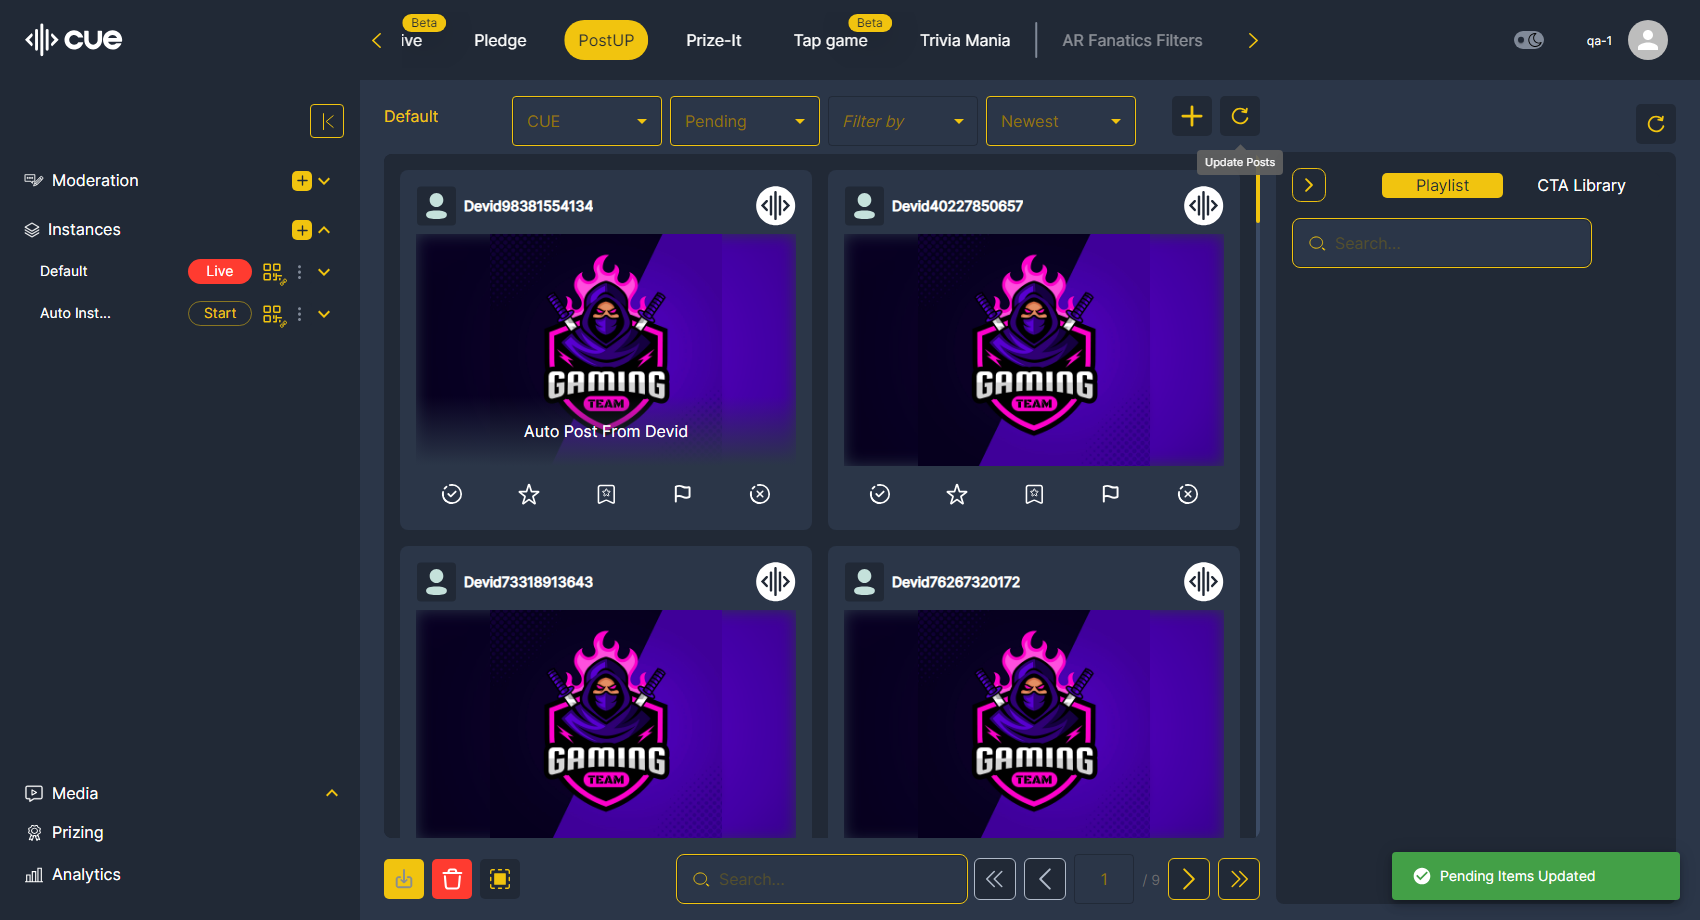 cue
Beta
ive
Pledge
PostUP
Prize-It
Beta
Tap game
Trivia Mania
AR Fanatics Filters
qa-1
Default
CUE
Pending
Filter by
Newest
Update Posts
Moderation
Instances
Default
Live
Auto Inst...
Start
Media
Prizing
Analytics
Devid98381554134
GAMING
TEAM
Auto Post From Devid
Devid40227850657
GAMING
TEAM
Devid73318913643
GAMING
TEAM
Devid76267320172
GAMING
TEAM
Playlist
CTA Library
Search...
Search...
1
/ 9
Pending Items Updated